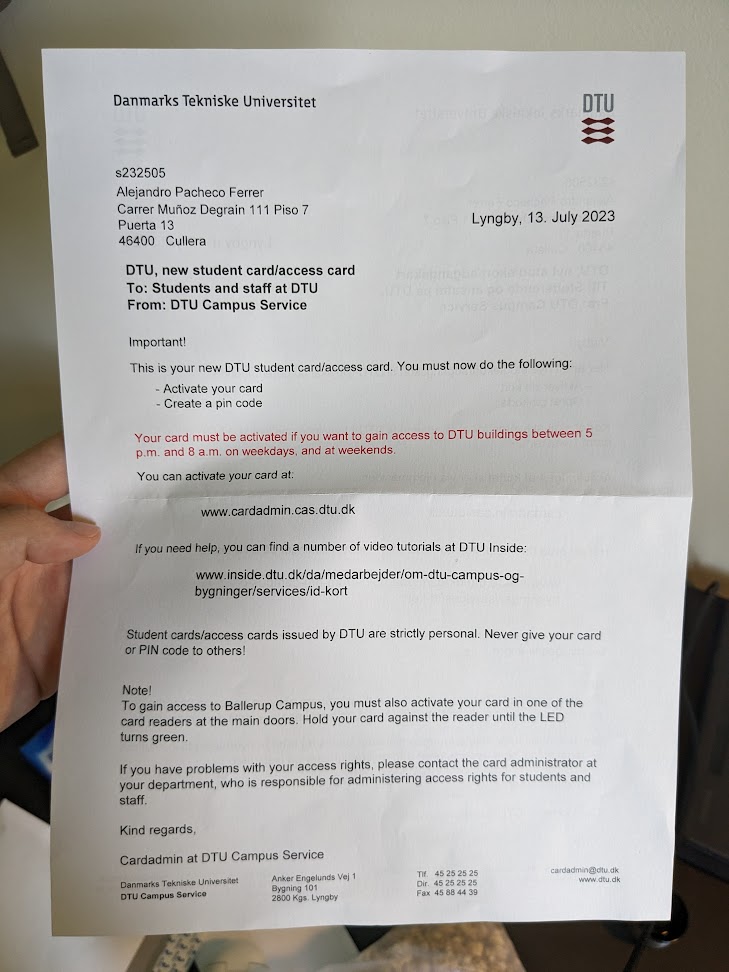 Danmarks Tekniske Universitet
DTU
s232505
Alejandro Pacheco Ferrer
Carrer Muñoz Degrain 111 Piso 7
Puerta 13
46400 Cullera
Lyngby, 13. July 2023
DTU, new student card/access card
To: Students and staff at DTU
From: DTU Campus Service
Important!
This is your new DTU student card/access card. You must now do the following:
- Activate your card
- Create a pin code
Your card must be activated if you want to gain access to DTU buildings between 5
p.m. and 8 a.m. on weekdays, and at weekends.
You can activate your card at:
www.cardadmin.cas.dtu.dk
If you need help, you can find a number of video tutorials at DTU Inside:
www.inside.dtu.dk/da/medarbejder/om-dtu-campus-og-
bygninger/services/id-kort
Student cards/access cards issued by DTU are strictly personal. Never give your card
or PIN code to others!
Note!
To gain access to Ballerup Campus, you must also activate your card in one of the
card readers at the main doors. Hold your card against the reader until the LED
turns green.
If you have problems with your access rights, please contact the card administrator at
your department, who is responsible for administering access rights for students and
staff.
Kind regards,
Cardadmin at DTU Campus Service
Danmarks Tekniske Universitet
DTU Campus Service
Anker Engelunds Vej 1
Bygning 101
2800 Kgs. Lyngby
Tlf. 45 25 25 25
Dir. 45 25 25 25
Fax 45 88 44 39
cardadmin@dtu.dk
www.dtu.dk